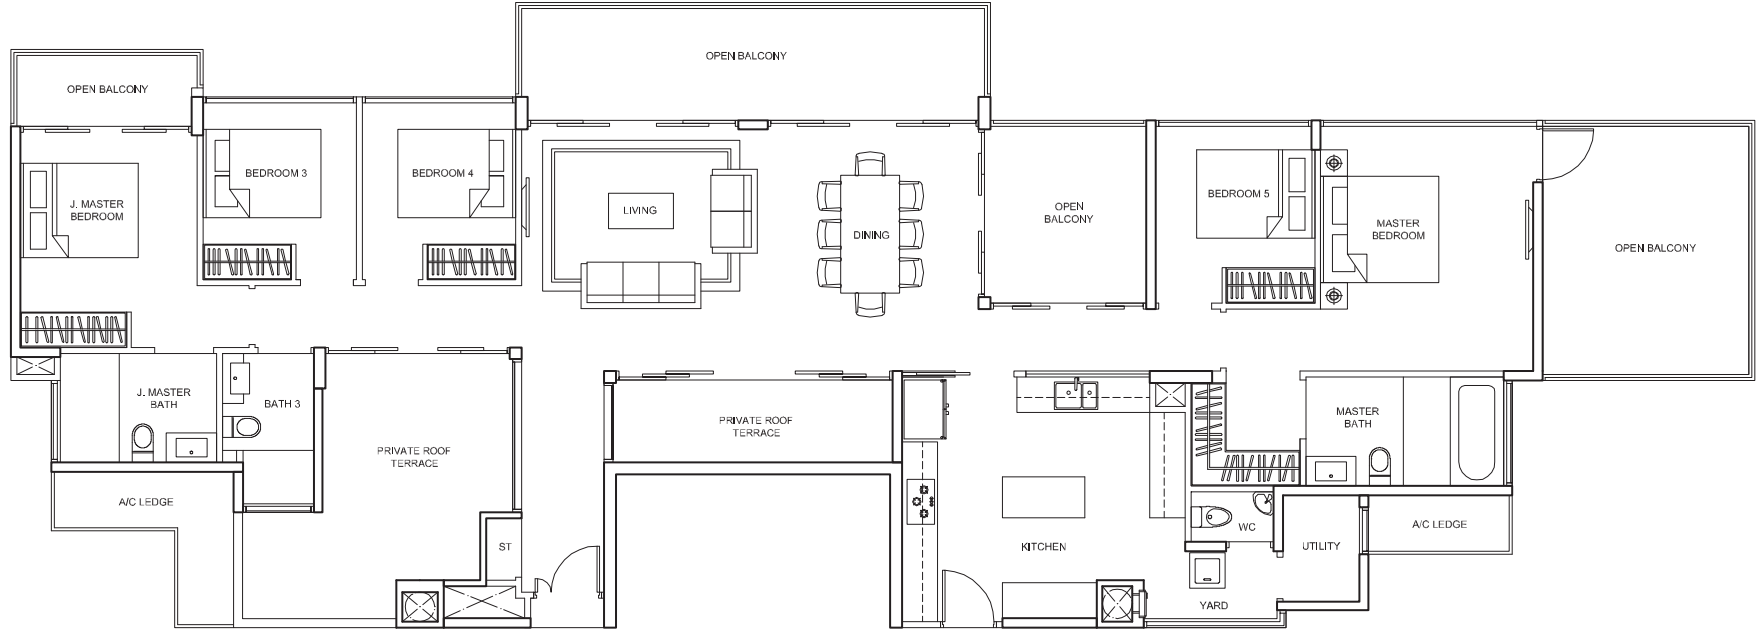 OPEN BALCONY
OPEN BALCONY
J. MASTER
BEDROOM
BEDROOM 3
BEDROOM 4
LIVING
DINING
OPEN
BALCONY
BEDROOM 5
MASTER
BEDROOM
OPEN BALCONY
J. MASTER
BATH
BATH 3
PRIVATE ROOF
TERRACE
PRIVATE ROOF
TERRACE
MASTER
BATH
A/C LEDGE
ST
KITCHEN
WC
UTILITY
A/C LEDGE
YARD